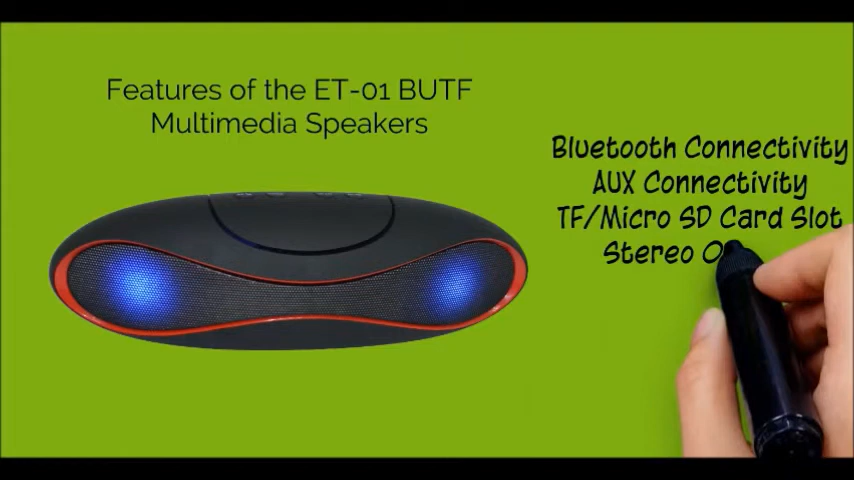 Features of the ET-01 BUTF
Multimedia Speakers
Bluetooth Connectivity
AUX Connectivity
TF/Micro SD Card Slot
Stereo